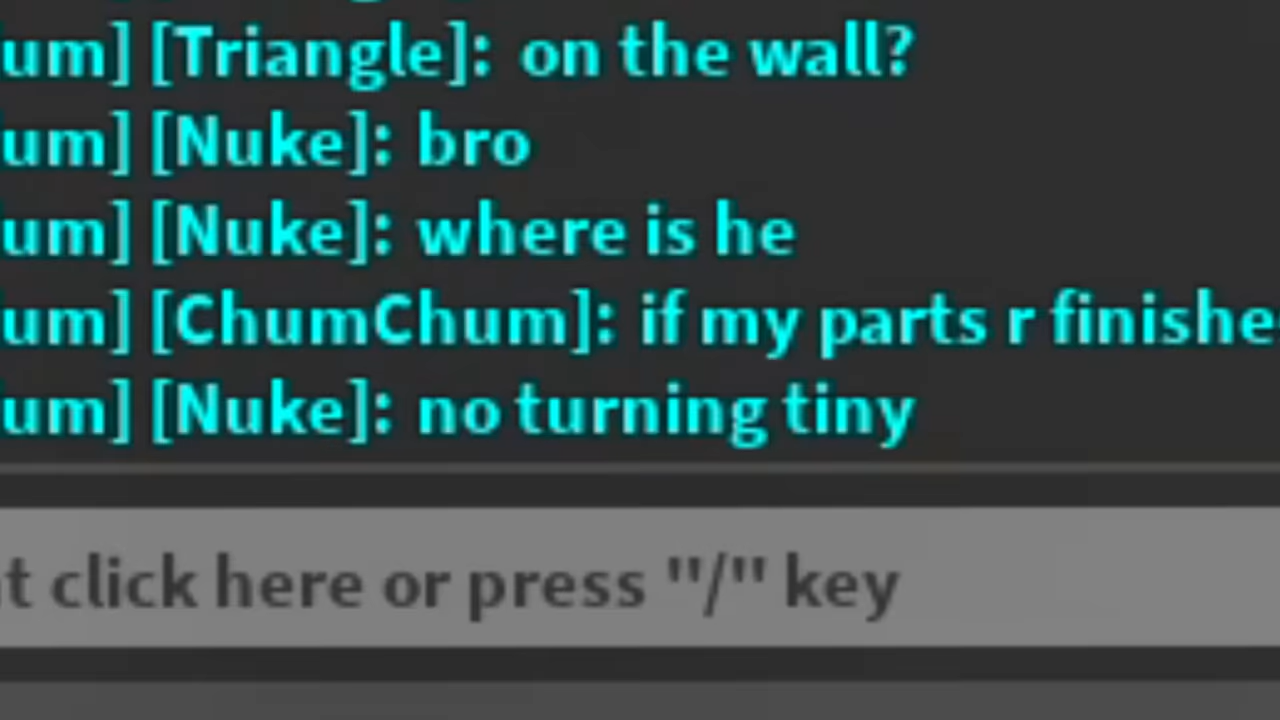 um] [Triangle]: on the wall?
um] [Nuke]: bro
um] [Nuke]: where is he
um] [ChumChum]: if my parts r finishe
um] [Nuke]: no turning tiny
t click here or press "/" key